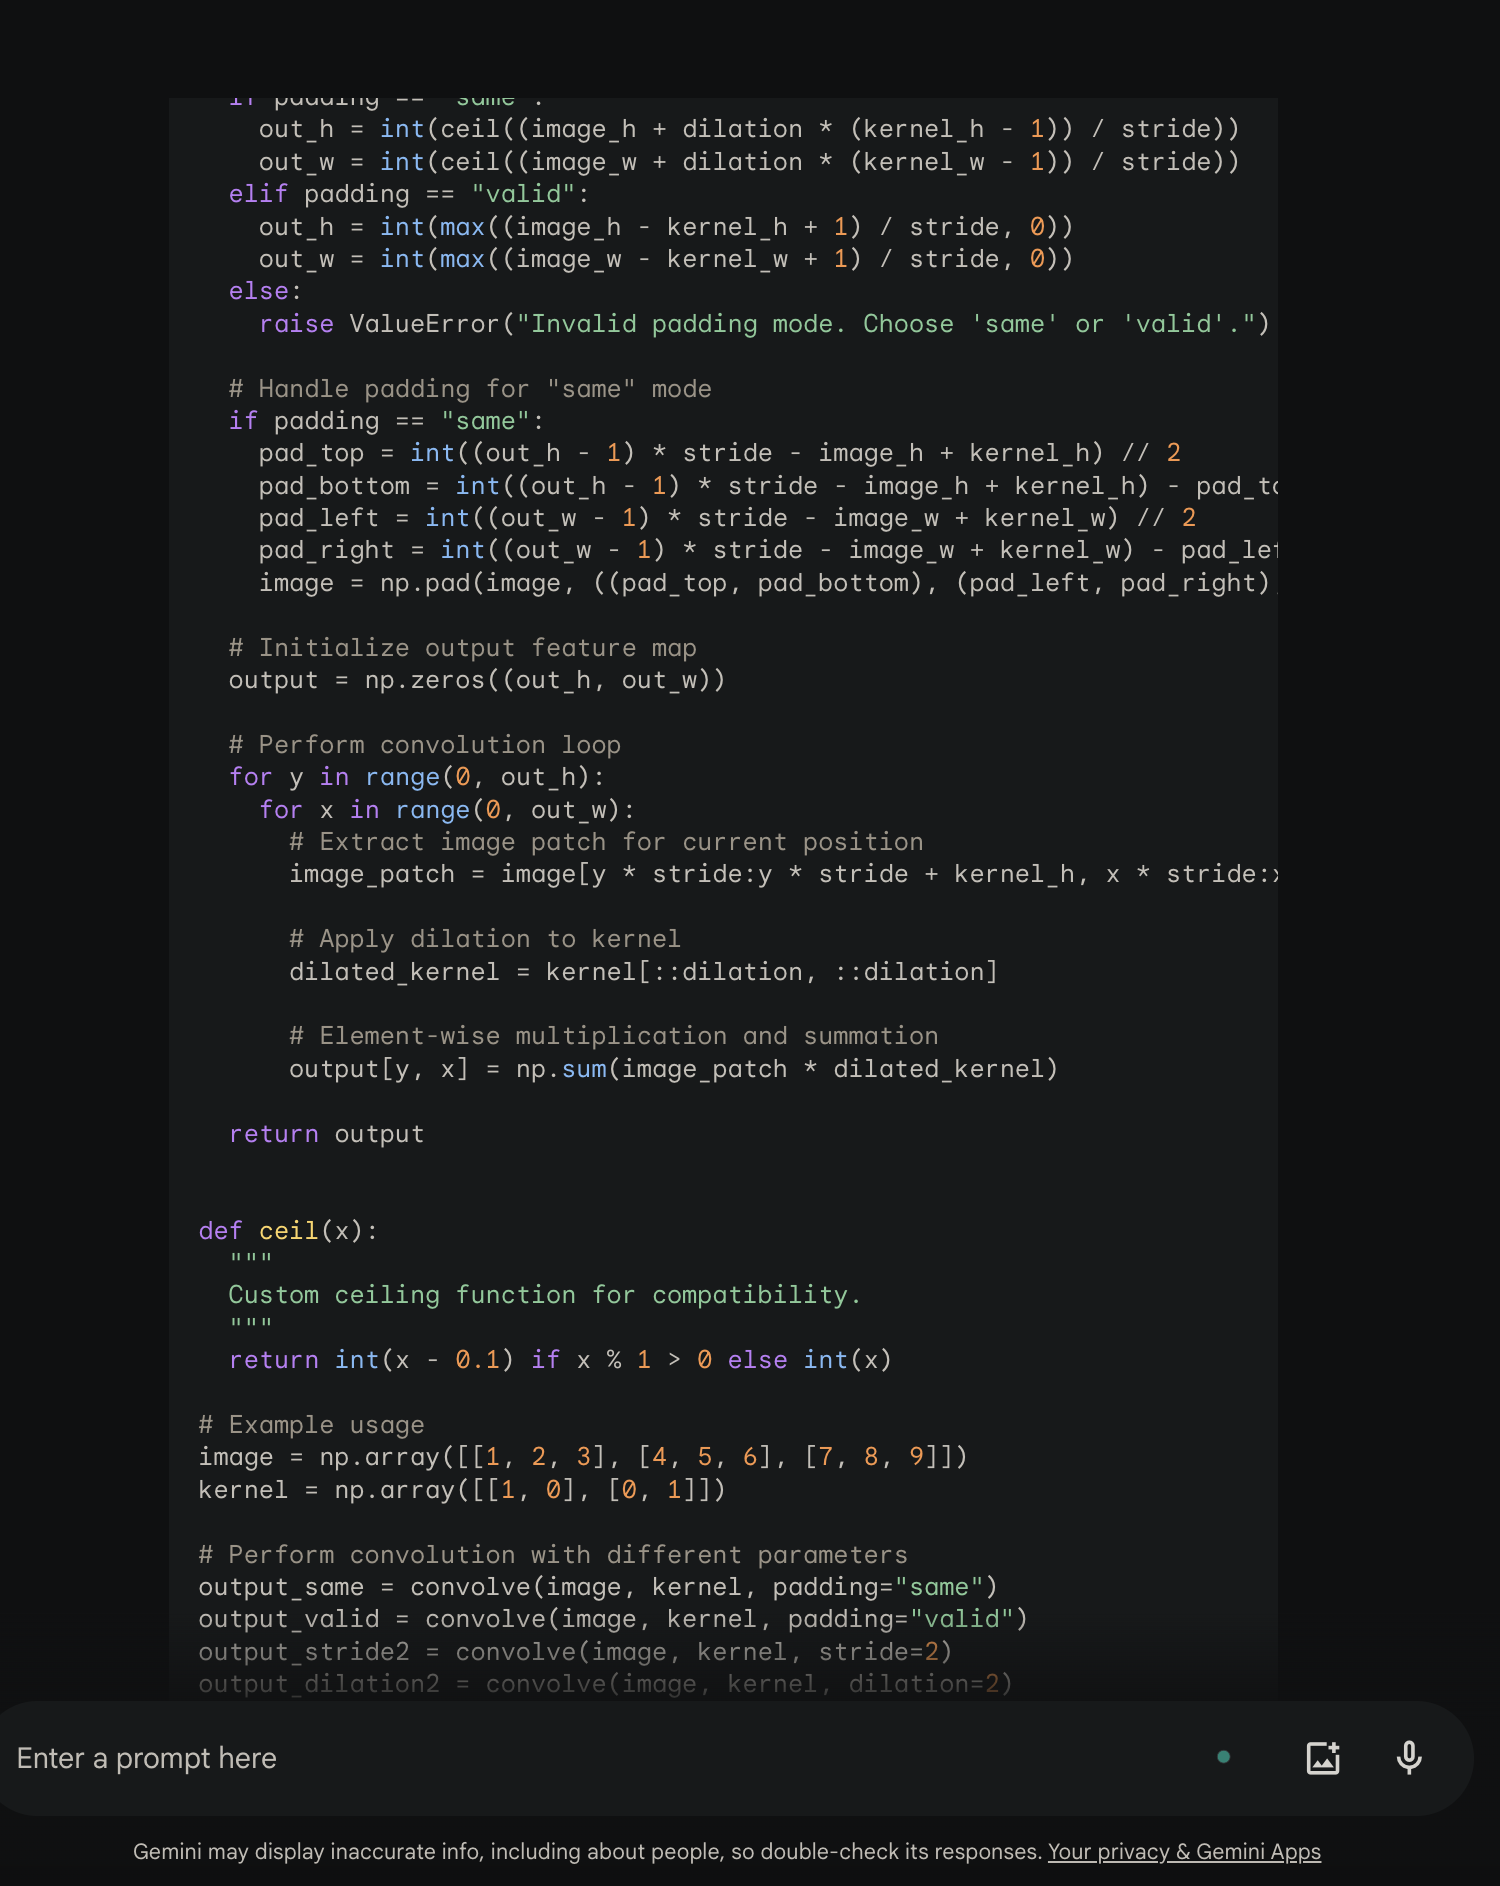 if padding == "same":
out_h = int(ceil((image_h + dilation * (kernel_h - 1)) / stride))
out_w = int(ceil((image_w + dilation * (kernel_w - 1)) / stride))
elif padding == "valid":
out_h = int(max((image_h - kernel_h + 1) / stride, 0))
out_w = int(max((image_w - kernel_w + 1) / stride, 0))
else:
raise ValueError("Invalid padding mode. Choose 'same' or 'valid'.")
# Handle padding for "same" mode
if padding == "same":
pad_top = int((out_h - 1) * stride - image_h + kernel_h) // 2
pad_bottom = int((out_h - 1) * stride - image_h + kernel_h) - pad_to
pad_left = int((out_w - 1) * stride - image_w + kernel_w) // 2
pad_right = int((out_w - 1) * stride - image_w + kernel_w) - pad_lef
image = np.pad(image, ((pad_top, pad_bottom), (pad_left, pad_right),
# Initialize output feature map
output = np.zeros((out_h, out_w))
# Perform convolution loop
for y in range(0, out_h):
for x in range(0, out_w):
# Extract image patch for current position
image_patch = image[y * stride:y * stride + kernel_h, x * stride:x
# Apply dilation to kernel
dilated_kernel = kernel[::dilation, ::dilation]
# Element-wise multiplication and summation
output[y, x] = np.sum(image_patch * dilated_kernel)
return output
def ceil(x):
"""
Custom ceiling function for compatibility.
"""
return int(x - 0.1) if x % 1 > 0 else int(x)
# Example usage
image = np.array([[1, 2, 3], [4, 5, 6], [7, 8, 9]])
kernel = np.array([[1, 0], [0, 1]])
# Perform convolution with different parameters
output_same = convolve(image, kernel, padding="same")
output_valid = convolve(image, kernel, padding="valid")
output_stride2 = convolve(image, kernel, stride=2)
output_dilation2 = convolve(image, kernel, dilation=2)
Enter a prompt here
Gemini may display inaccurate info, including about people, so double-check its responses. Your privacy & Gemini Apps